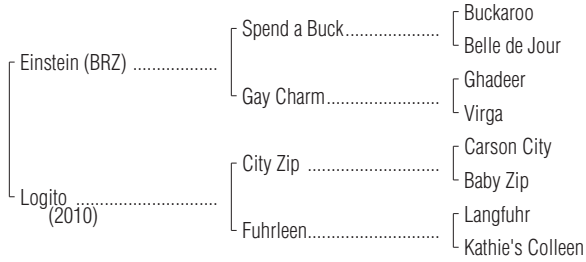 Einstein (BRZ) ..................
Spend a Buck....................
Buckaroo
Belle de Jour
Gay Charm........................
Ghadeer
Virga
Logito ..............................
(2010)
City Zip ............................
Carson City
Baby Zip
Fuhrleen............................
Langfuhr
Kathie's Colleen